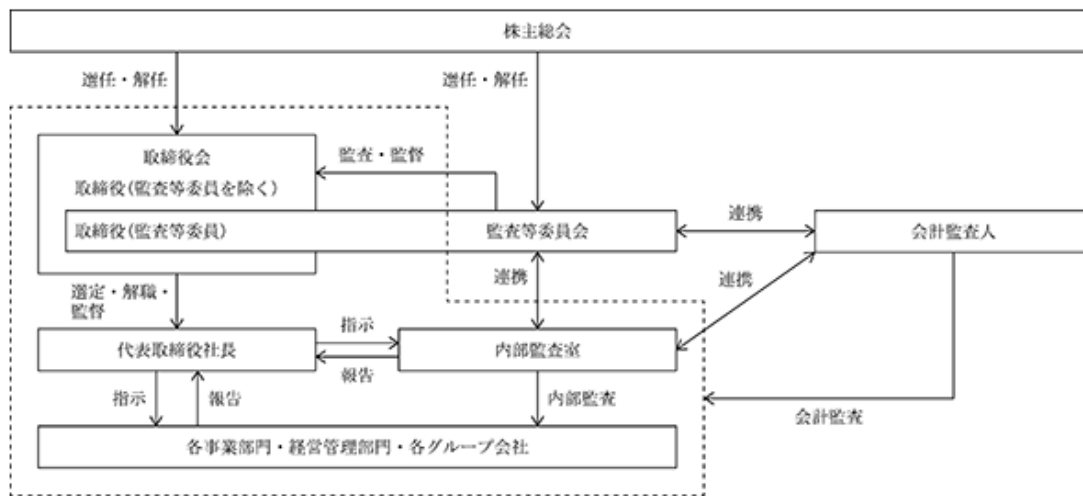 株主総会
選任・解任
選任・解任
取締役会
監査・監督
取締役(監査等委員を除く)
取締役(監査等委員)
監査等委員会
連携
会計監査人
選定・解職・
監督
連携
連携
代表取締役社長
指示
報告
内部監査室
指示
報告
内部監査
会計監査
各事業部門・経営管理部門・各グループ会社